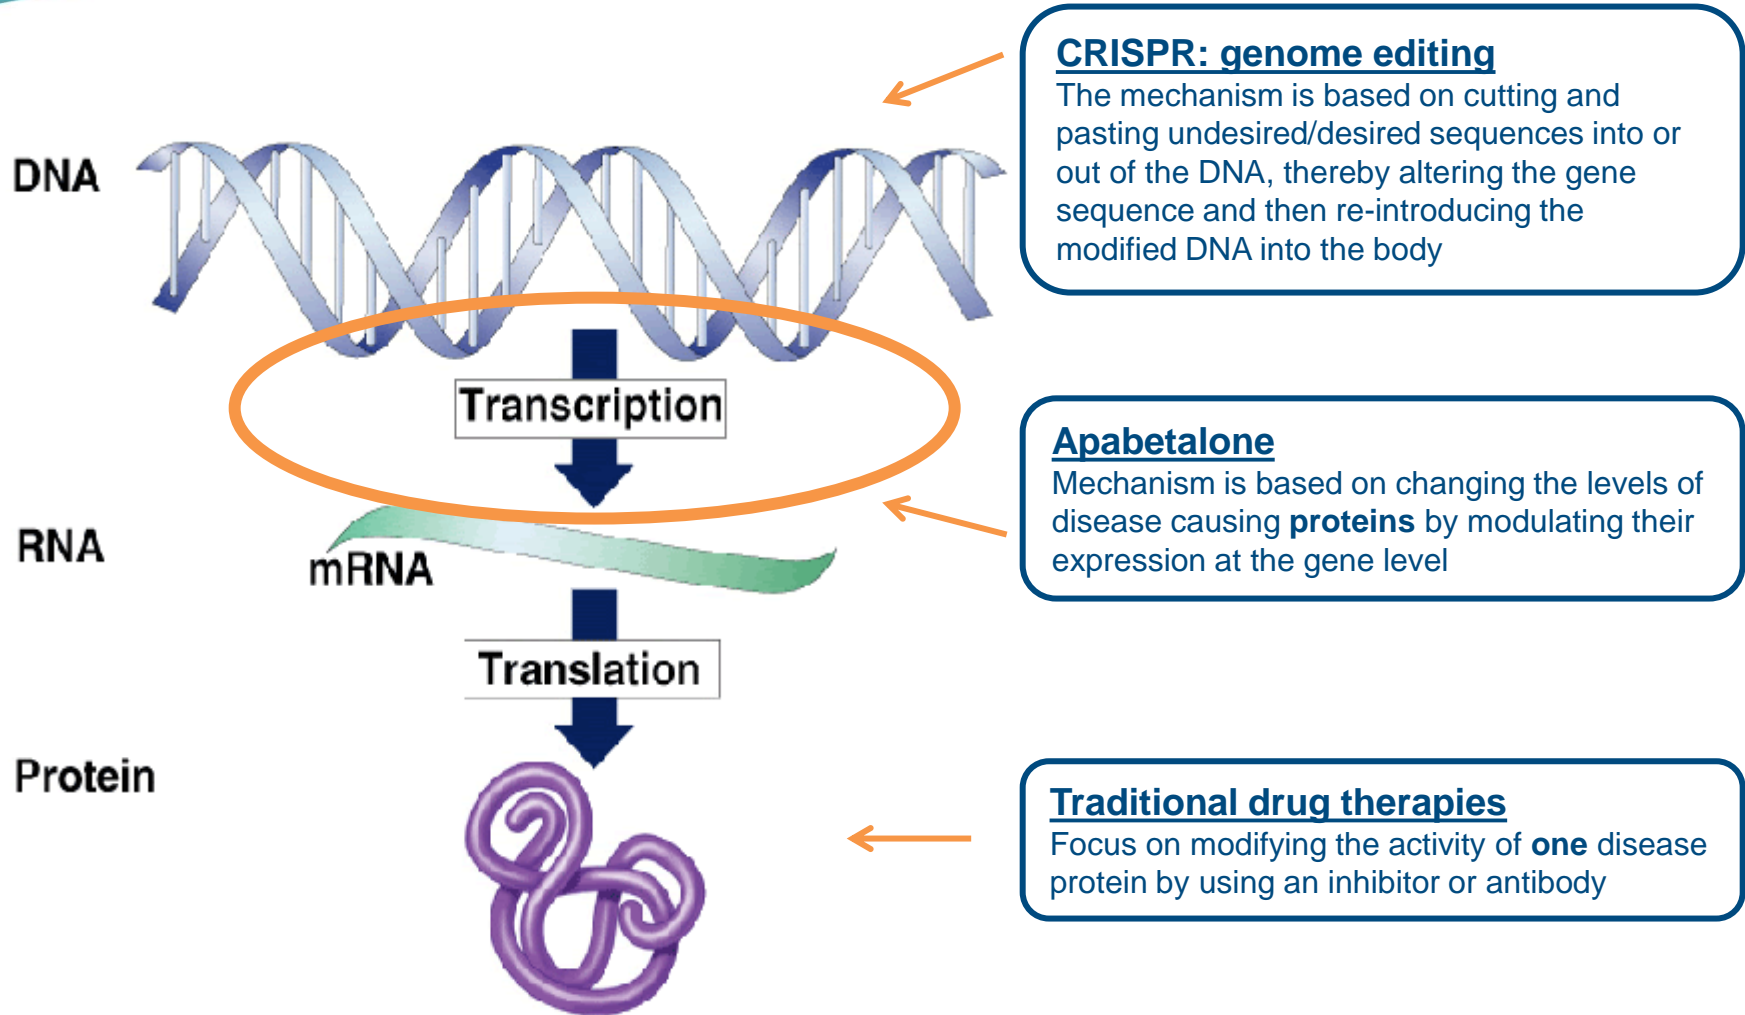 CRISPR: genome editing
The mechanism is based on cutting and
pasting undesired/desired sequences into or
out of the DNA, thereby altering the gene
sequence and then re-introducing the
modified DNA into the body
DNA
Transcription
Apabetalone
Mechanism is based on changing the levels of
disease causing proteins by modulating their
expression at the gene level
RNA
mRNA
Translation
Protein
Traditional drug therapies
Focus on modifying the activity of one disease
protein by using an inhibitor or antibody